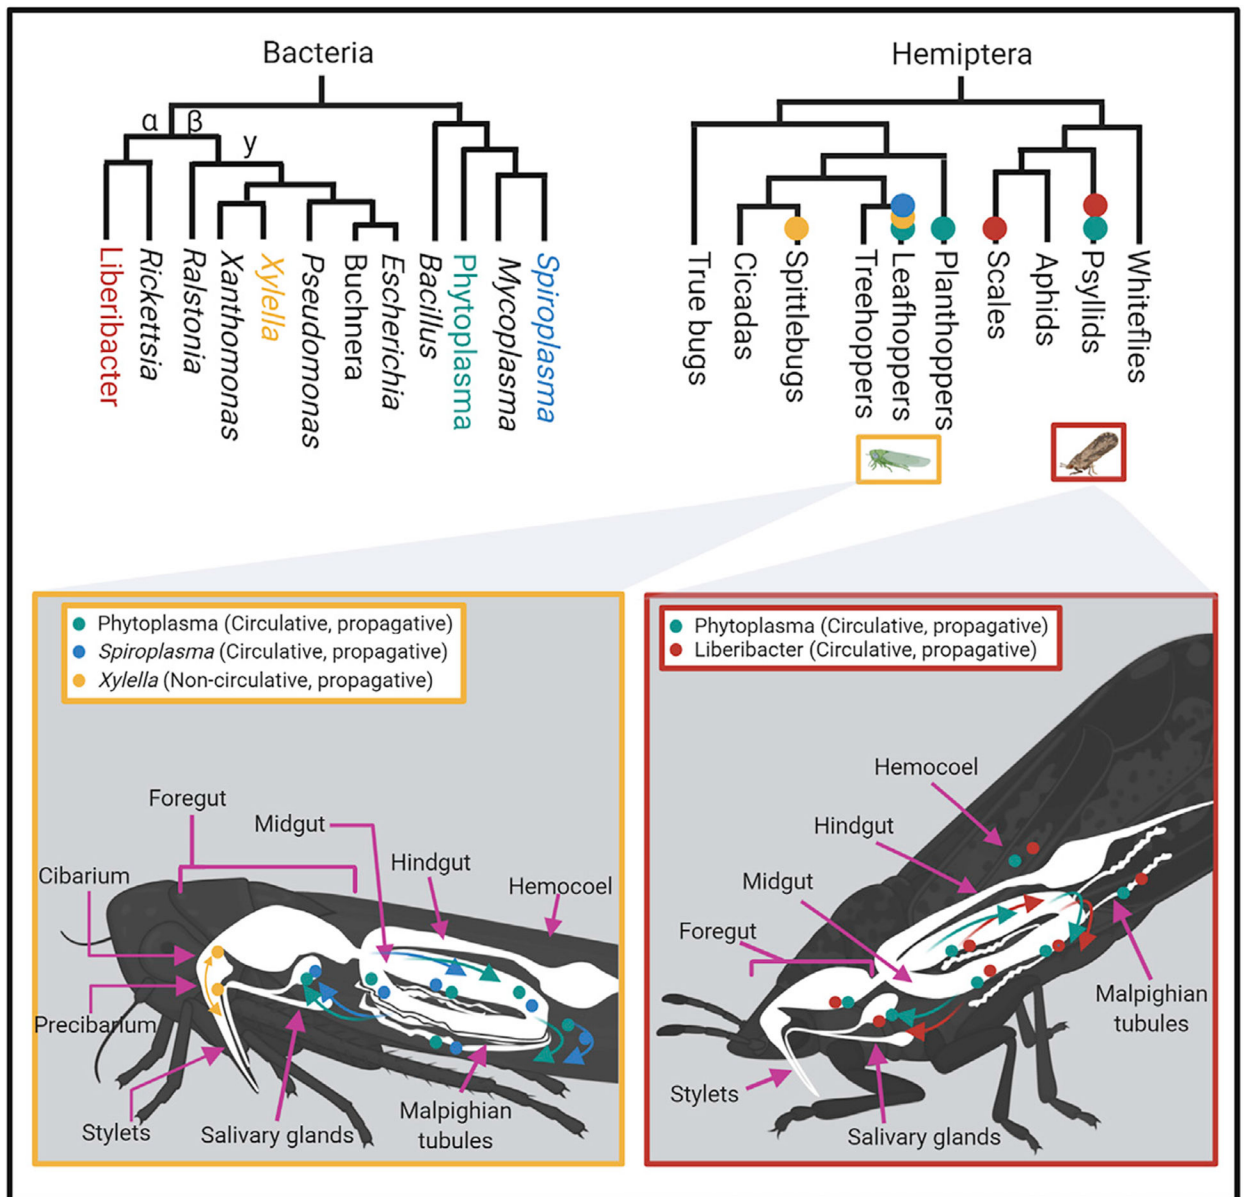 Bacteria
α β
y
Liberibacter
Rickettsia
Ralstonia
Xanthomonas
Xylella
Pseudomonas
Buchnera
Escherichia
Bacillus
Phytoplasma
Mycoplasma
Spiroplasma
Hemiptera
True bugs
Cicadas
Spittlebugs
Treehoppers
Leafhoppers
Planthoppers
Scales
Aphids
Psyllids
Whiteflies
Phytoplasma (Circulative, propagative)
Spiroplasma (Circulative, propagative)
Xylella (Non-circulative, propagative)
Foregut
Midgut
Hindgut
Cibarium
Hemocoel
Precibarium
Stylets
Salivary glands
Malpighian
tubules
Phytoplasma (Circulative, propagative)
Liberibacter (Circulative, propagative)
Hemocoel
Hindgut
Midgut
Foregut
Malpighian
tubules
Stylets
Salivary glands